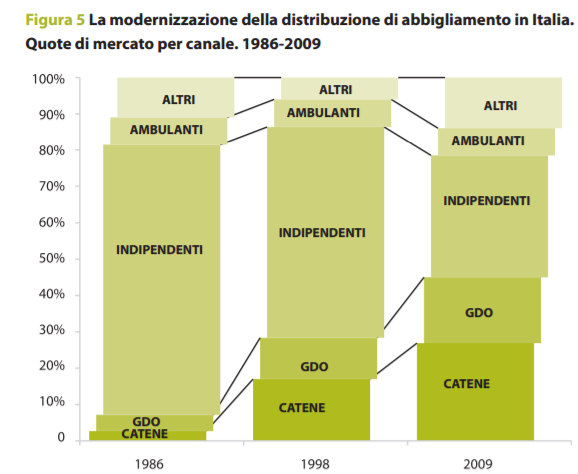 Figura 5 La modernizzazione della distribuzione di abbigliamento in Italia.
Quote di mercato per canale. 1986-2009
100%
90%
80%
70%
60%
50%
40%
30%
20%
10%
0
ALTRI
AMBULANTI
INDIPENDENTI
GDO
CATENE
ALTRI
AMBULANTI
INDIPENDENTI
GDO
CATENE
ALTRI
AMBULANTI
INDIPENDENTI
GDO
CATENE
1986
1998
2009